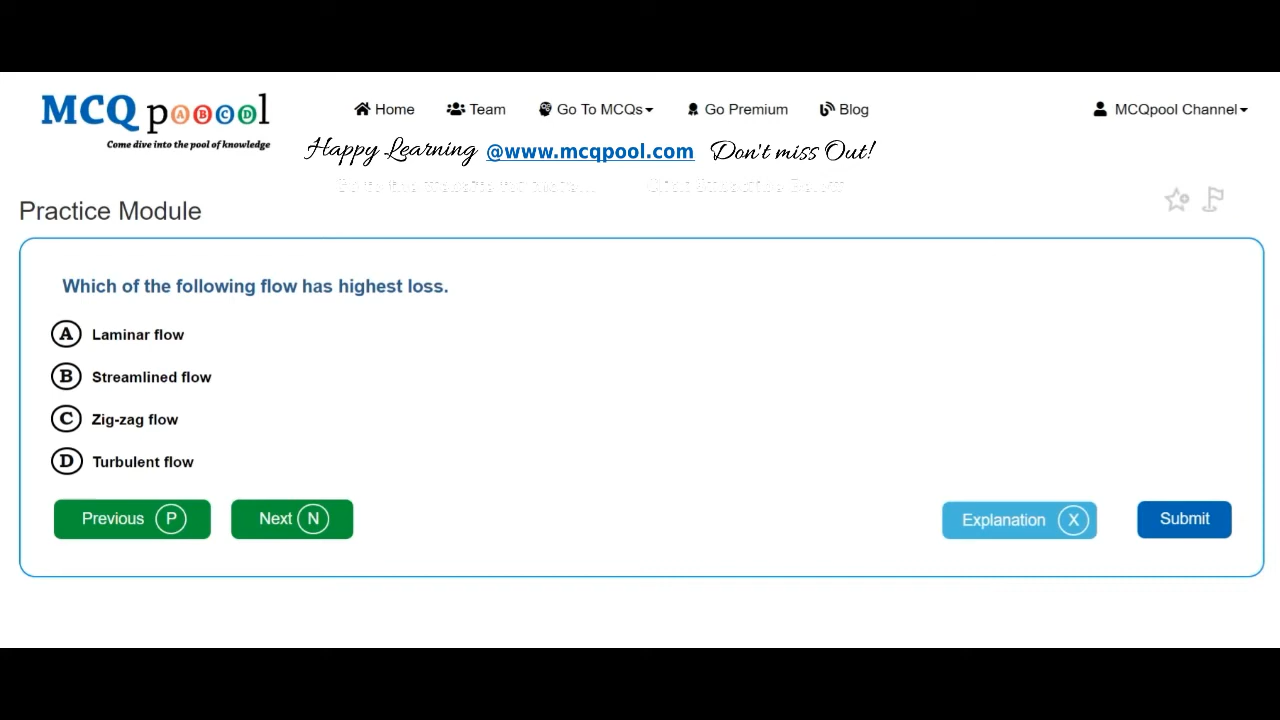 MCQ pooool
Come dive into the pool of knowledge
Home Team Go To MCQs Go Premium Blog MCQpool Channel
Happy Learning @www.mcqpool.com Don't miss Out!
Practice Module
Which of the following flow has highest loss.
A Laminar flow
B Streamlined flow
C Zig-zag flow
D Turbulent flow
Previous P Next N Explanation X Submit